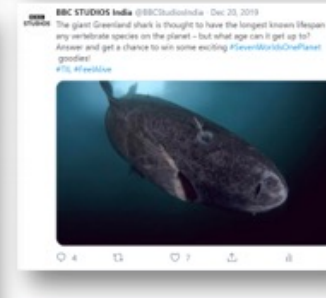 BBC STUDIOS India @BBCStudiosIndia · Dec 20, 2019
The giant Greenland shark is thought to have the longest known lifespan
any vertebrate species on the planet – but what age can it get up to?
Answer and get a chance to win some exciting #SevenWorldsOnePlanet
goodies!
#TIL #FeelAlive
4 7